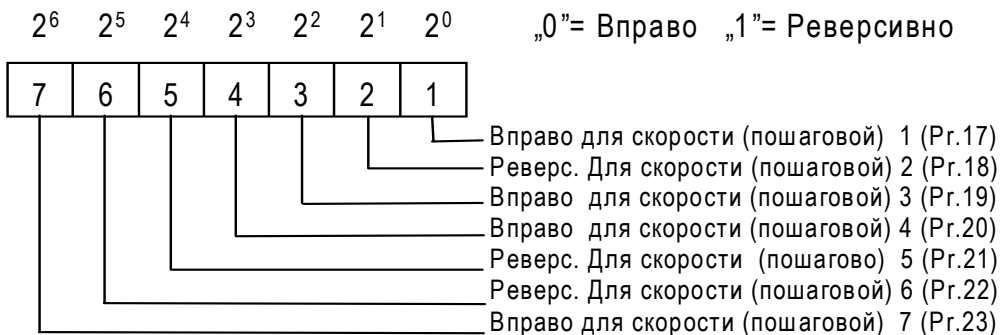 2⁶ 2⁵ 2⁴ 2³ 2² 2¹ 2⁰ „0”= Вправо „1”= Реверсивно
7 6 5 4 3 2 1
Вправо для скорости (пошаговой) 1 (Pr.17)
Реверс. Для скорости (пошаговой) 2 (Pr.18)
Вправо для скорости (пошаговой) 3 (Pr.19)
Вправо для скорости (пошаговой) 4 (Pr.20)
Реверс. Для скорости (пошагово) 5 (Pr.21)
Реверс. Для скорости (пошаговой) 6 (Pr.22)
Вправо для скорости (пошаговой) 7 (Pr.23)